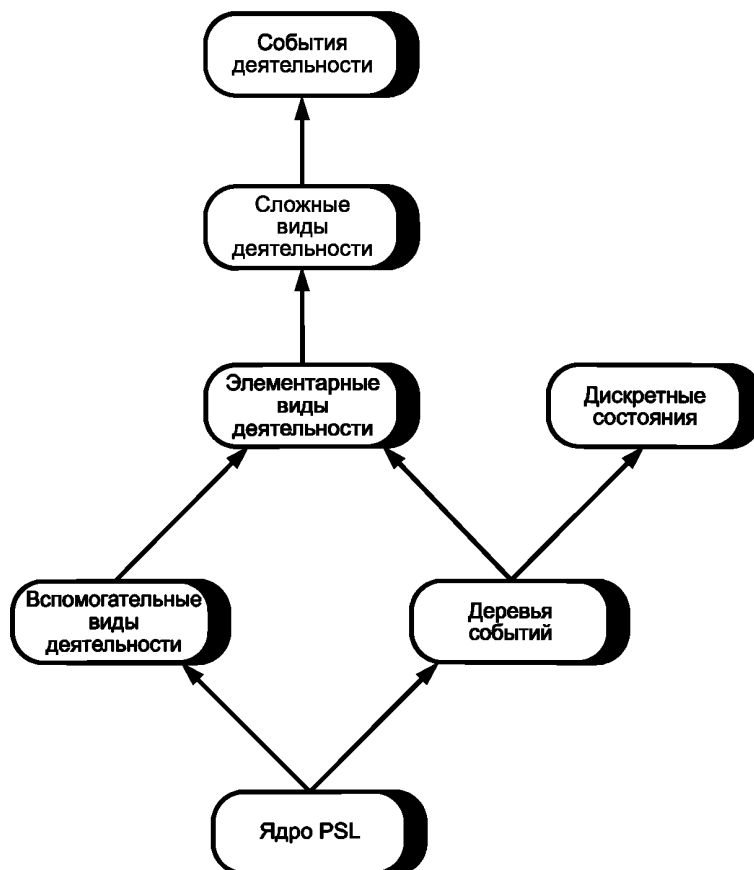 События
деятельности
Сложные
виды
деятельности
Элементарные
виды
деятельности
Дискретные
состояния
Вспомогательные
виды
деятельности
Деревья
событий
Ядро PSL